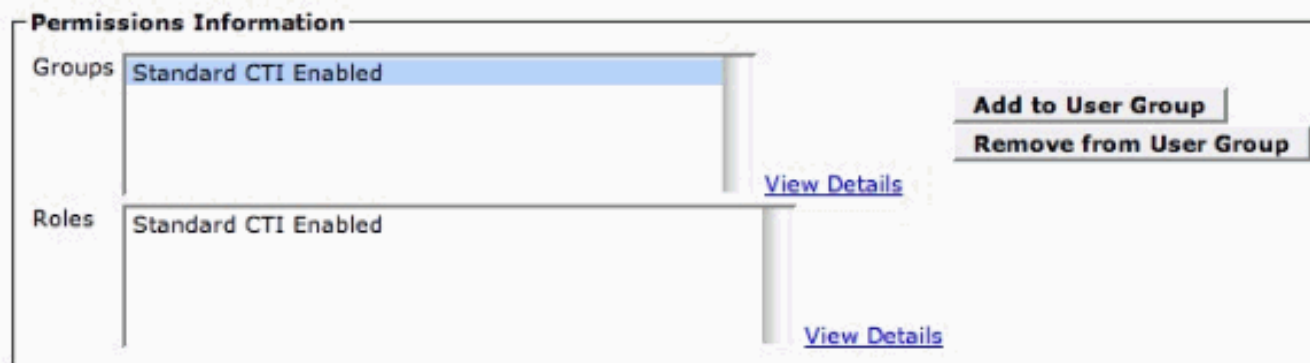 Permissions Information
Groups
Standard CTI Enabled
Add to User Group
Remove from User Group
View Details
Roles
Standard CTI Enabled
View Details